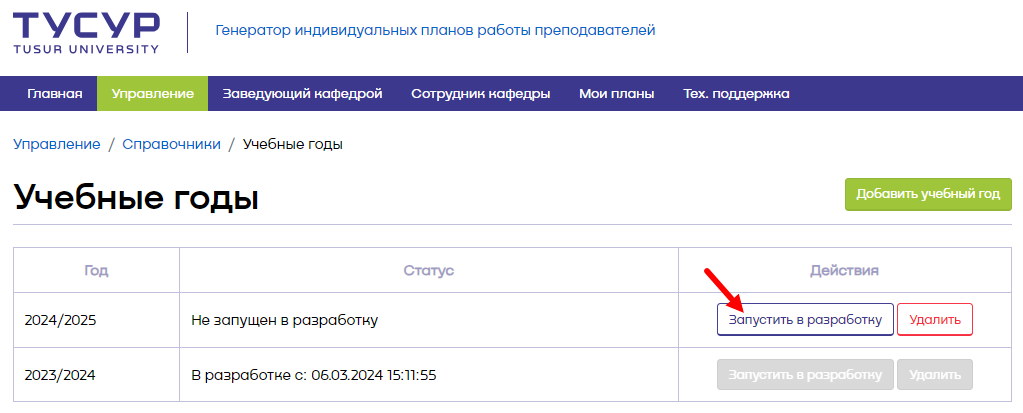 ТУСУР
TUSUR UNIVERSITY
Генератор индивидуальных планов работы преподавателей
Главная Управление Заведующий кафедрой Сотрудник кафедры Мои планы Тех. поддержка
Управление / Справочники / Учебные годы
Учебные годы
Добавить учебный год
Год Статус Действия
2024/2025 Не запущен в разработку Запустить в разработку Удалить
2023/2024 В разработке с: 06.03.2024 15:11:55 Запустить в разработку Удалить